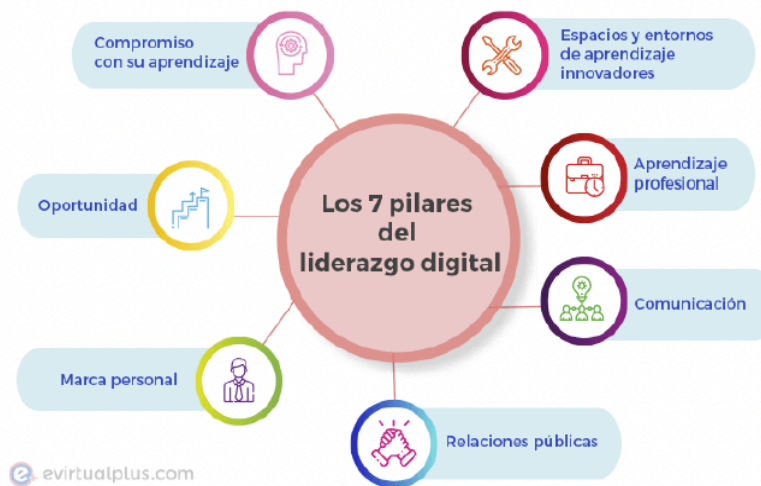 Compromiso
con su aprendizaje
Espacios y entornos
de aprendizaje
innovadores
Oportunidad
Los 7 pilares
del
liderazgo digital
Aprendizaje
profesional
Comunicación
Marca personal
Relaciones públicas
e evirtualplus.com